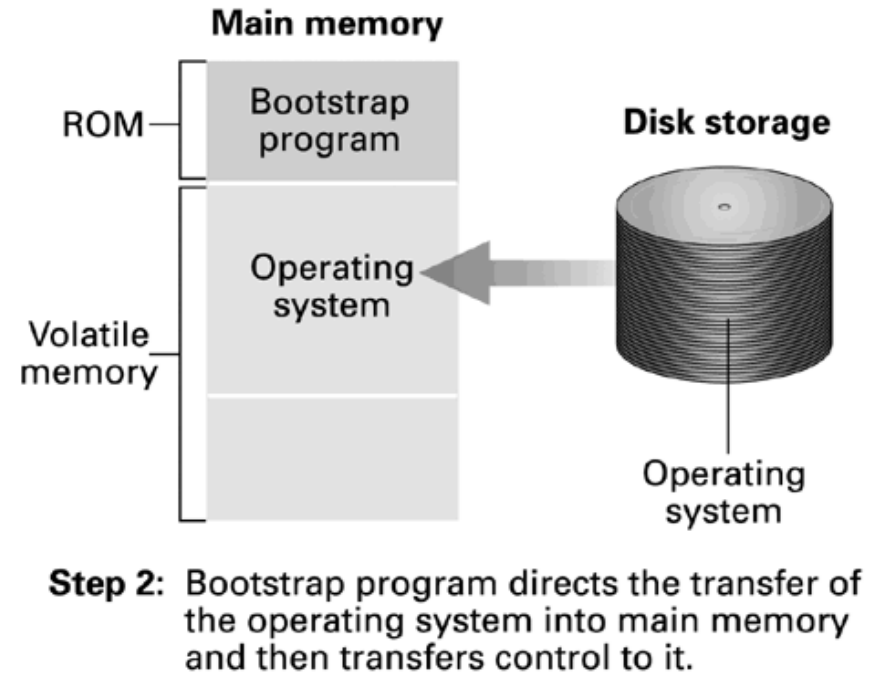 Main memory
ROM
Bootstrap
program
Disk storage
Operating
system
Volatile
memory
Operating
system
Step 2: Bootstrap program directs the transfer of
the operating system into main memory
and then transfers control to it.